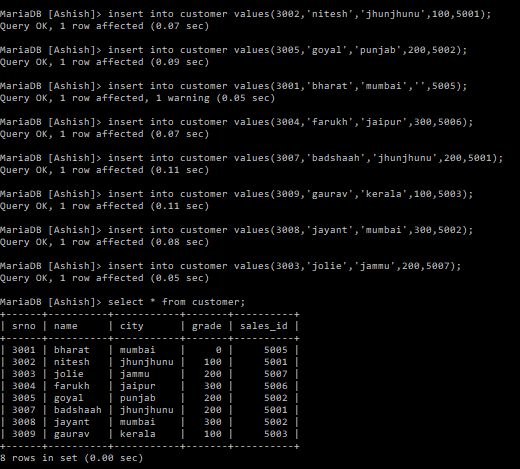 MariaDB [Ashish]> insert into customer values(3002,'nitesh','jhunjhunu',100,5001);
Query OK, 1 row affected (0.07 sec)
MariaDB [Ashish]> insert into customer values(3005,'goyal','punjab',200,5002);
Query OK, 1 row affected (0.09 sec)
MariaDB [Ashish]> insert into customer values(3001,'bharat','mumbai','',5005);
Query OK, 1 row affected, 1 warning (0.05 sec)
MariaDB [Ashish]> insert into customer values(3004,'farukh','jaipur',300,5006);
Query OK, 1 row affected (0.07 sec)
MariaDB [Ashish]> insert into customer values(3007,'badshaah','jhunjhunu',200,5001);
Query OK, 1 row affected (0.11 sec)
MariaDB [Ashish]> insert into customer values(3009,'gaurav','kerala',100,5003);
Query OK, 1 row affected (0.11 sec)
MariaDB [Ashish]> insert into customer values(3008,'jayant','mumbai',300,5002);
Query OK, 1 row affected (0.08 sec)
MariaDB [Ashish]> insert into customer values(3003,'jolie','jammu',200,5007);
Query OK, 1 row affected (0.05 sec)
MariaDB [Ashish]> select * from customer;
+------+----------+-----------+-------+----------+
| srno | name     | city      | grade | sales_id |
+------+----------+-----------+-------+----------+
| 3001 | bharat   | mumbai    |     0 |     5005 |
| 3002 | nitesh   | jhunjhunu |   100 |     5001 |
| 3003 | jolie    | jammu     |   200 |     5007 |
| 3004 | farukh   | jaipur    |   300 |     5006 |
| 3005 | goyal    | punjab    |   200 |     5002 |
| 3007 | badshaah | jhunjhunu |   200 |     5001 |
| 3008 | jayant   | mumbai    |   300 |     5002 |
| 3009 | gaurav   | kerala    |   100 |     5003 |
+------+----------+-----------+-------+----------+
8 rows in set (0.00 sec)